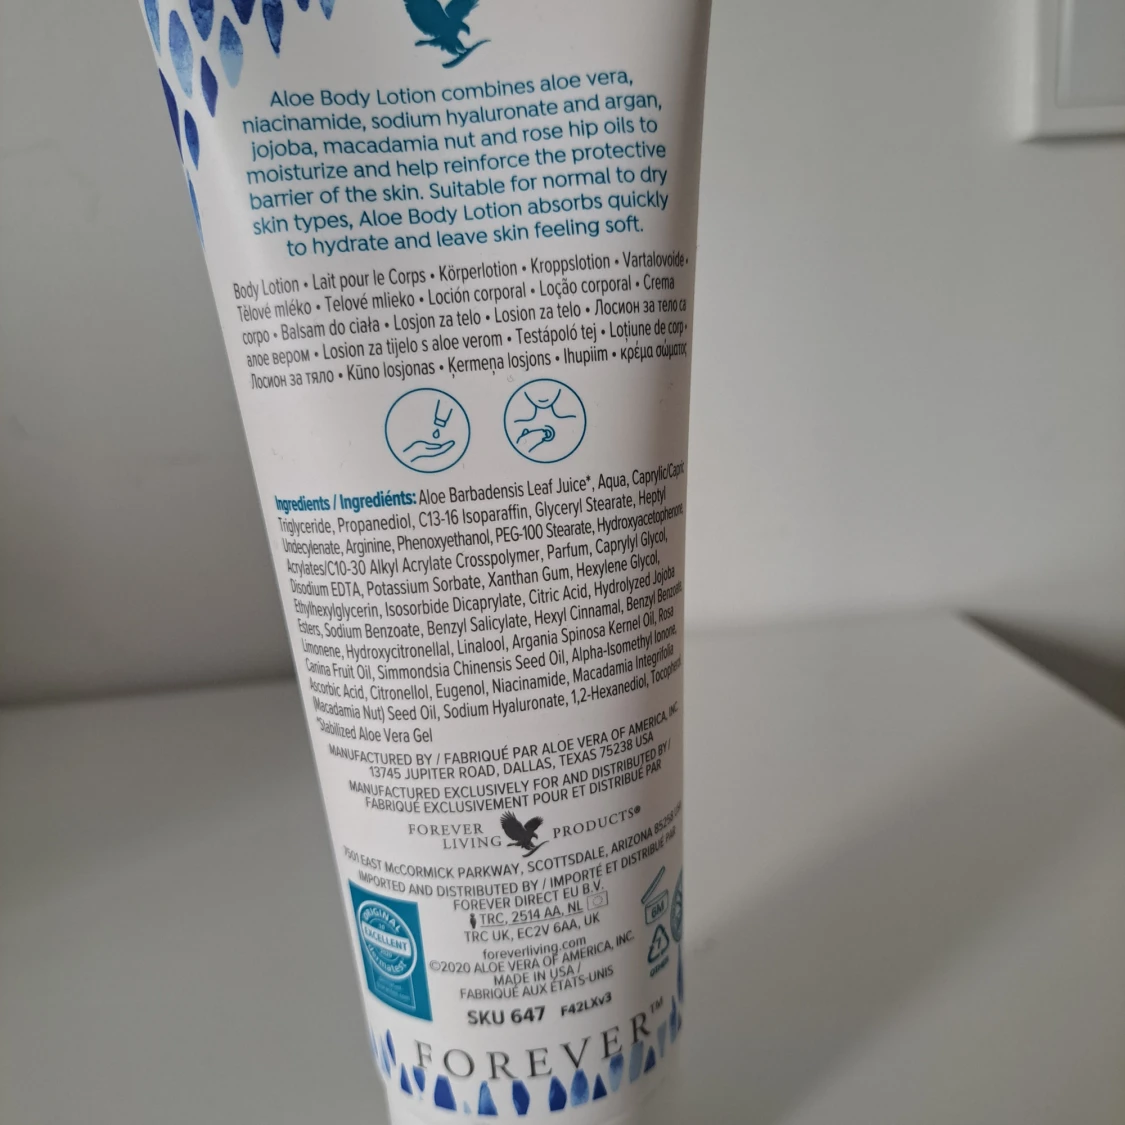 Aloe Body Lotion combines aloe vera,
niacinamide, sodium hyaluronate and argan,
jojoba, macadamia nut and rose hip oils to
moisturize and help reinforce the protective
barrier of the skin. Suitable for normal to dry
skin types, Aloe Body Lotion absorbs quickly
to hydrate and leave skin feeling soft.
Body Lotion • Lait pour le Corps • Körperlotion • Kroppslotion • Vartalovoide •
Tělové mléko • Telové mlieko • Loción corporal • Loção corporal • Crema
corpo • Balsam do ciała • Losjon za telo • Losion za telo • Лосион за тело са
алое вером • Losion za tijelo s aloe verom • Testápoló tej • Loțiune de corp •
Лосион за тяло • Kūno losjonas • Ķermeņa losjons • Ihupiim • κρέμα σώματος
Ingredients / Ingrediénts: Aloe Barbadensis Leaf Juice*, Aqua, Caprylic/Capric
Triglyceride, Propanediol, C13-16 Isoparaffin, Glyceryl Stearate, Heptyl
Undecylenate, Arginine, Phenoxyethanol, PEG-100 Stearate, Hydroxyacetophenone,
Acrylates/C10-30 Alkyl Acrylate Crosspolymer, Parfum, Caprylyl Glycol,
Disodium EDTA, Potassium Sorbate, Xanthan Gum, Hexylene Glycol,
Ethylhexylglycerin, Isosorbide Dicaprylate, Citric Acid, Hydrolyzed Jojoba
Esters, Sodium Benzoate, Benzyl Salicylate, Hexyl Cinnamal, Benzyl Benzoate,
Limonene, Hydroxycitronellal, Linalool, Argania Spinosa Kernel Oil, Rosa
Canina Fruit Oil, Simmondsia Chinensis Seed Oil, Alpha-Isomethyl Ionone,
Ascorbic Acid, Citronellol, Eugenol, Niacinamide, Macadamia Integrifolia
(Macadamia Nut) Seed Oil, Sodium Hyaluronate, 1,2-Hexanediol,
*Stabilized Aloe Vera Gel
MANUFACTURED BY / FABRIQUÉ PAR ALOE VERA OF AMERICA, INC.
13745 JUPITER ROAD, DALLAS, TEXAS 75238 USA
MANUFACTURED EXCLUSIVELY FOR AND DISTRIBUTED BY /
FABRIQUÉ EXCLUSIVEMENT POUR ET DISTRIBUÉ PAR
FOREVER PRODUCTS®
LIVING
7501 EAST McCORMICK PARKWAY, SCOTTSDALE, ARIZONA 85258 USA
IMPORTED AND DISTRIBUTED BY / IMPORTÉ ET DISTRIBUÉ PAR
FOREVER DIRECT EU B.V.
TRC, 2514 AA, NL
TRC UK, EC2V 6AA, UK
foreverliving.com
©2020 ALOE VERA OF AMERICA, INC.
MADE IN USA /
FABRIQUÉ AUX ÉTATS-UNIS
SKU 647 F42LXv3
ORIGINAL
EXCELLENT
dermatest
6M
FOREVER™